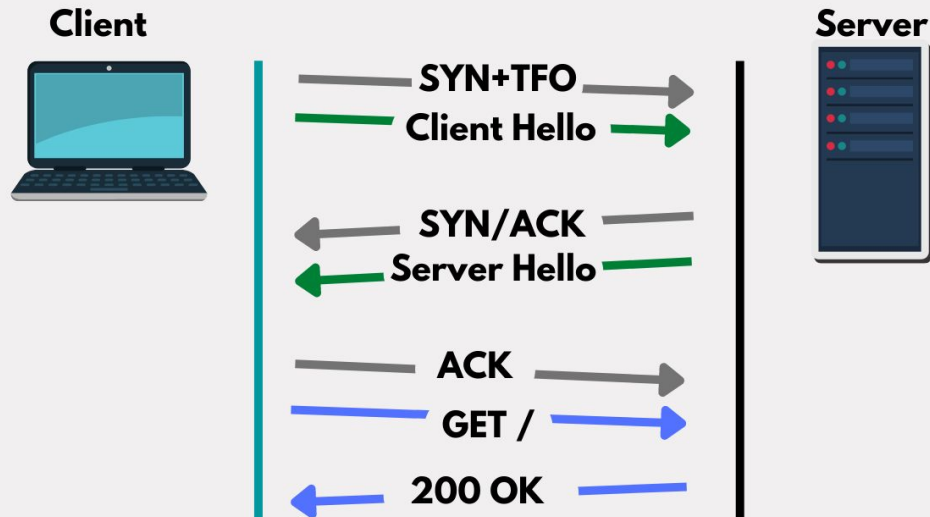 Client
Server
SYN+TFO
Client Hello
SYN/ACK
Server Hello
ACK
GET /
200 OK